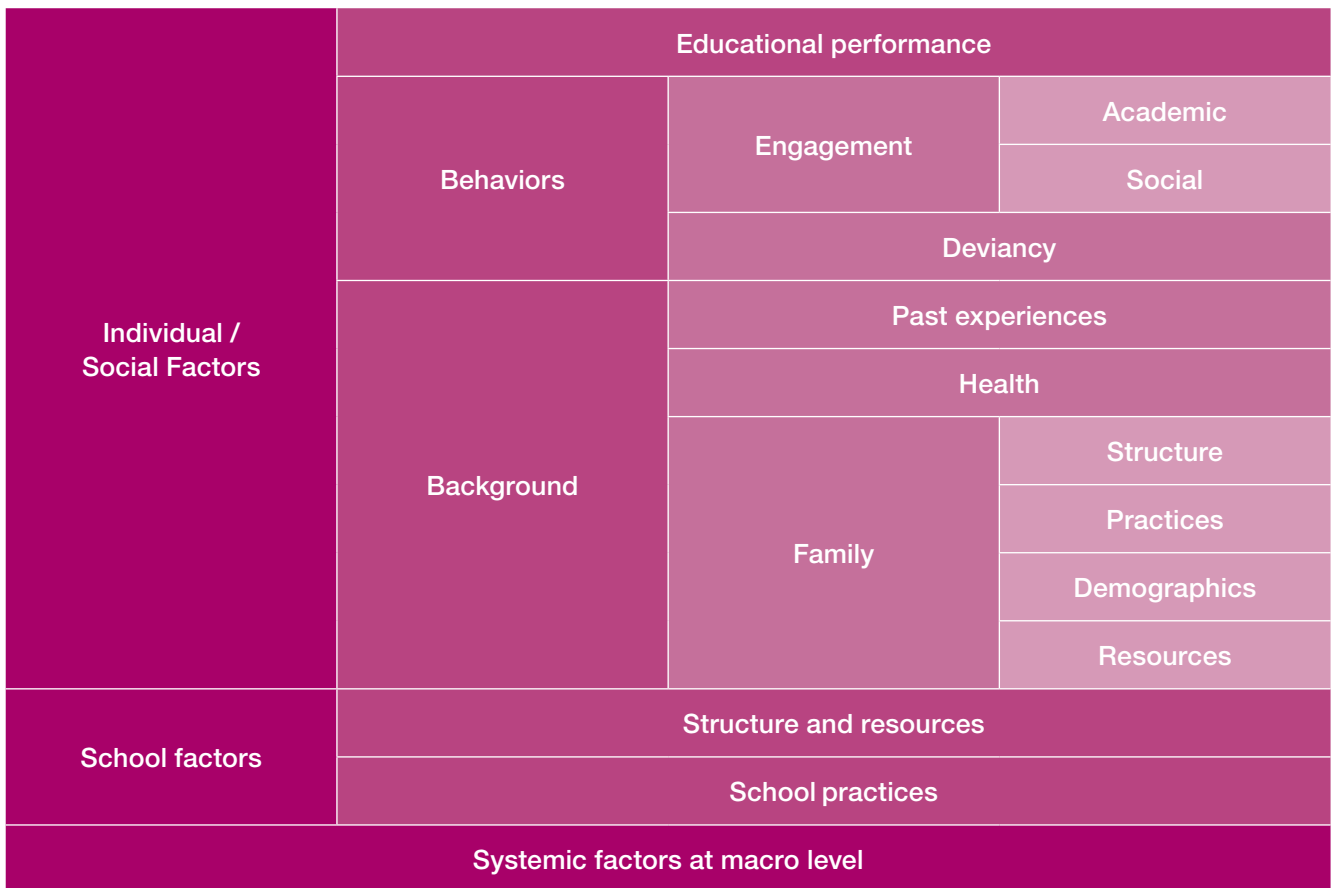 Educational performance
Individual /
Social Factors
Behaviors
Engagement
Academic
Social
Deviancy
Background
Past experiences
Health
Family
Structure
Practices
Demographics
Resources
School factors
Structure and resources
School practices
Systemic factors at macro level